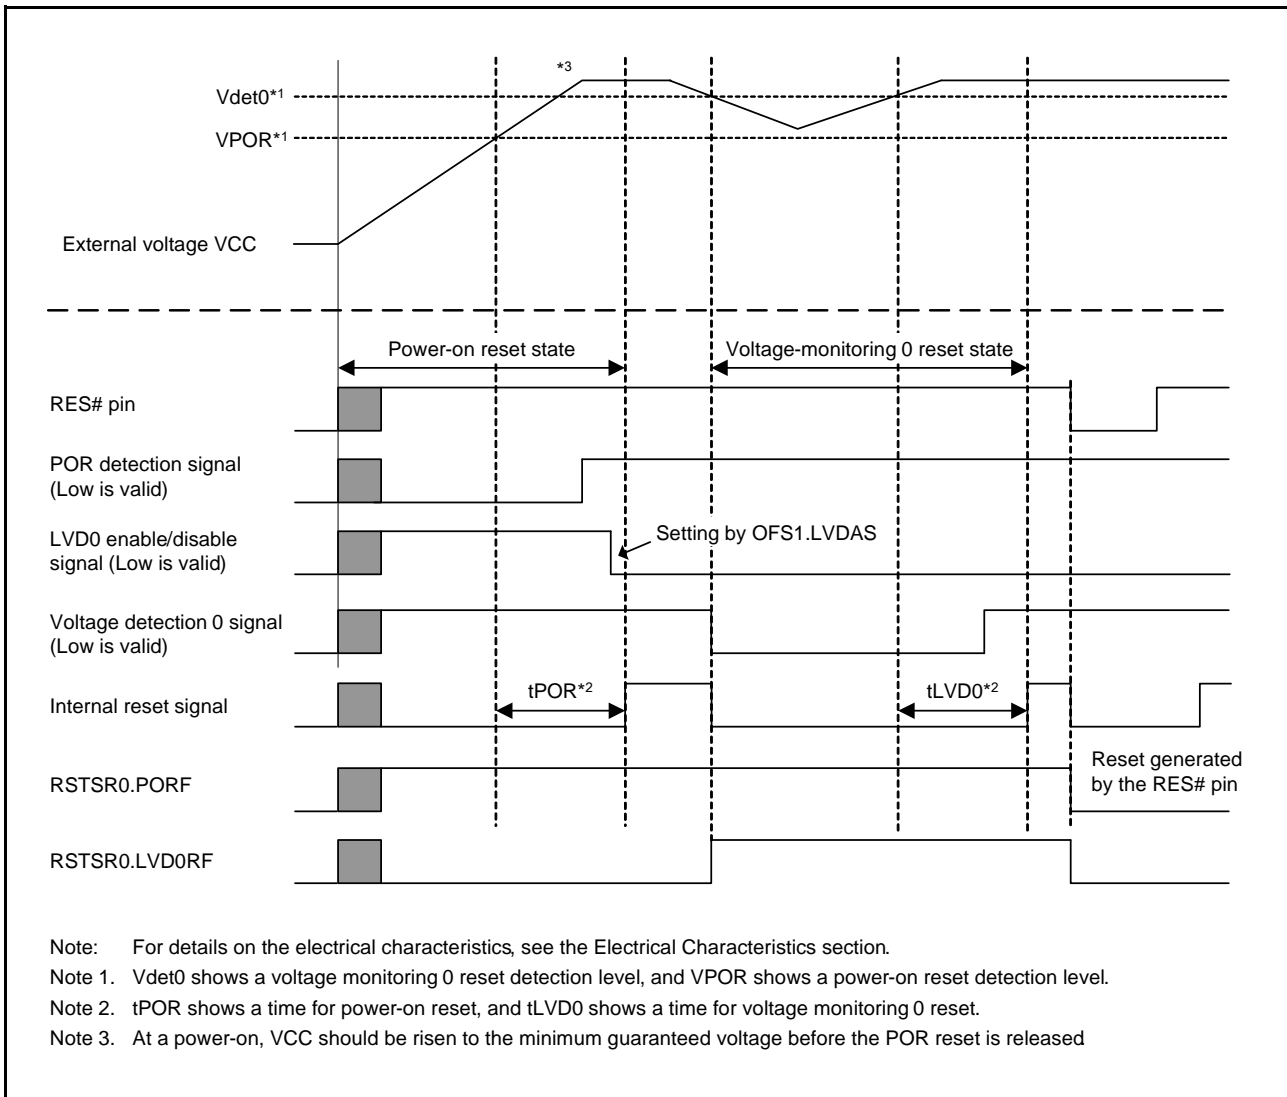 *3
Vdet0*1
VPOR*1
External voltage VCC
Power-on reset state
Voltage-monitoring 0 reset state
RES# pin
POR detection signal
(Low is valid)
LVD0 enable/disable
signal (Low is valid)
Setting by OFS1.LVDAS
Voltage detection 0 signal
(Low is valid)
Internal reset signal
tPOR*2
tLVD0*2
RSTSR0.PORF
Reset generated
by the RES# pin
RSTSR0.LVD0RF
Note: For details on the electrical characteristics, see the Electrical Characteristics section.
Note 1. Vdet0 shows a voltage monitoring 0 reset detection level, and VPOR shows a power-on reset detection level.
Note 2. tPOR shows a time for power-on reset, and tLVD0 shows a time for voltage monitoring 0 reset.
Note 3. At a power-on, VCC should be risen to the minimum guaranteed voltage before the POR reset is released